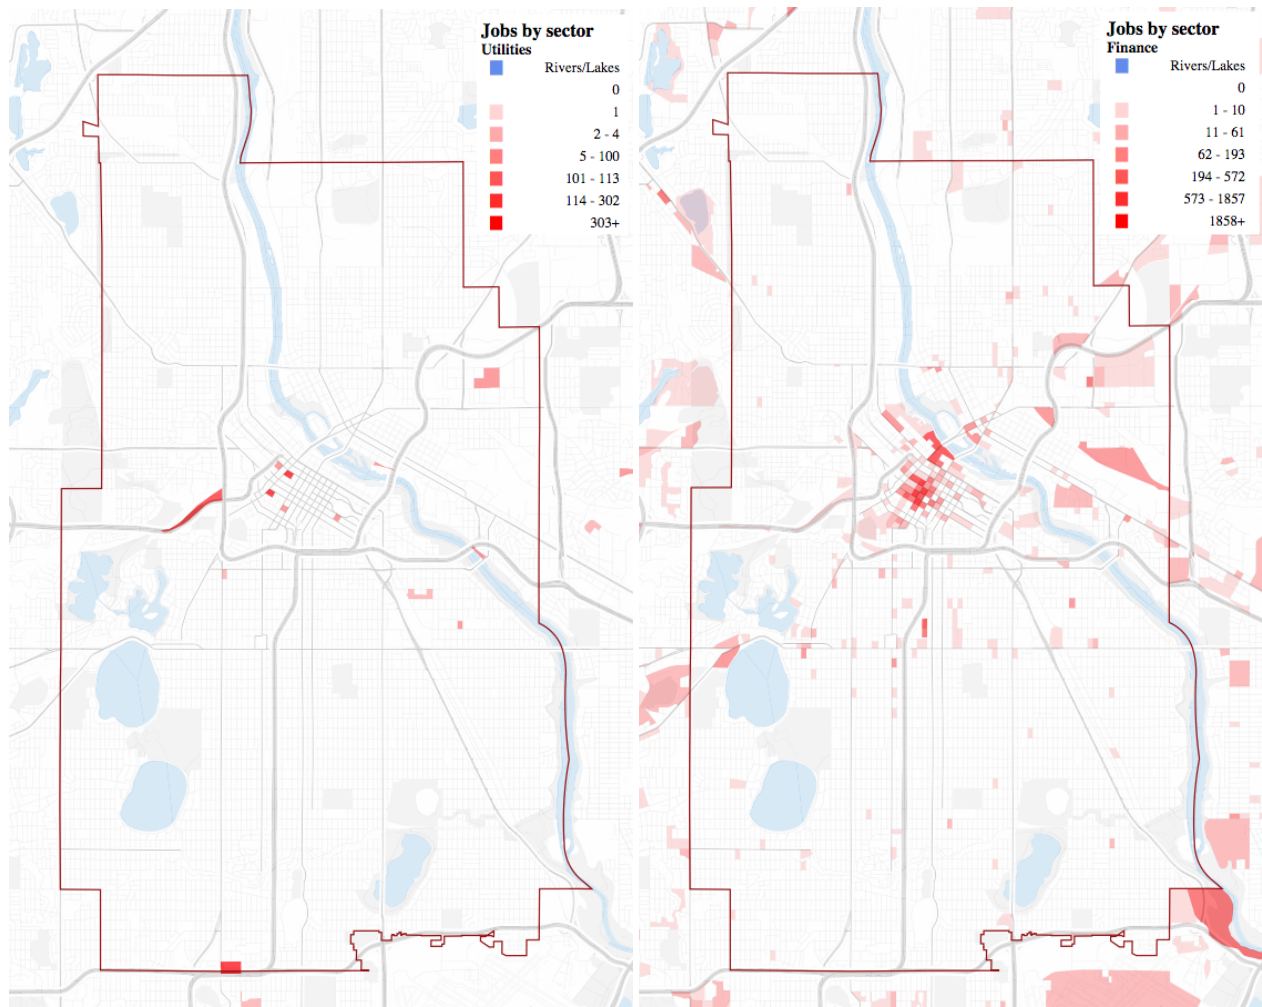 Jobs by sector
Utilities
Rivers/Lakes
0
1
2 - 4
5 - 100
101 - 113
114 - 302
303+
Jobs by sector
Finance
Rivers/Lakes
0
1 - 10
11 - 61
62 - 193
194 - 572
573 - 1857
1858+